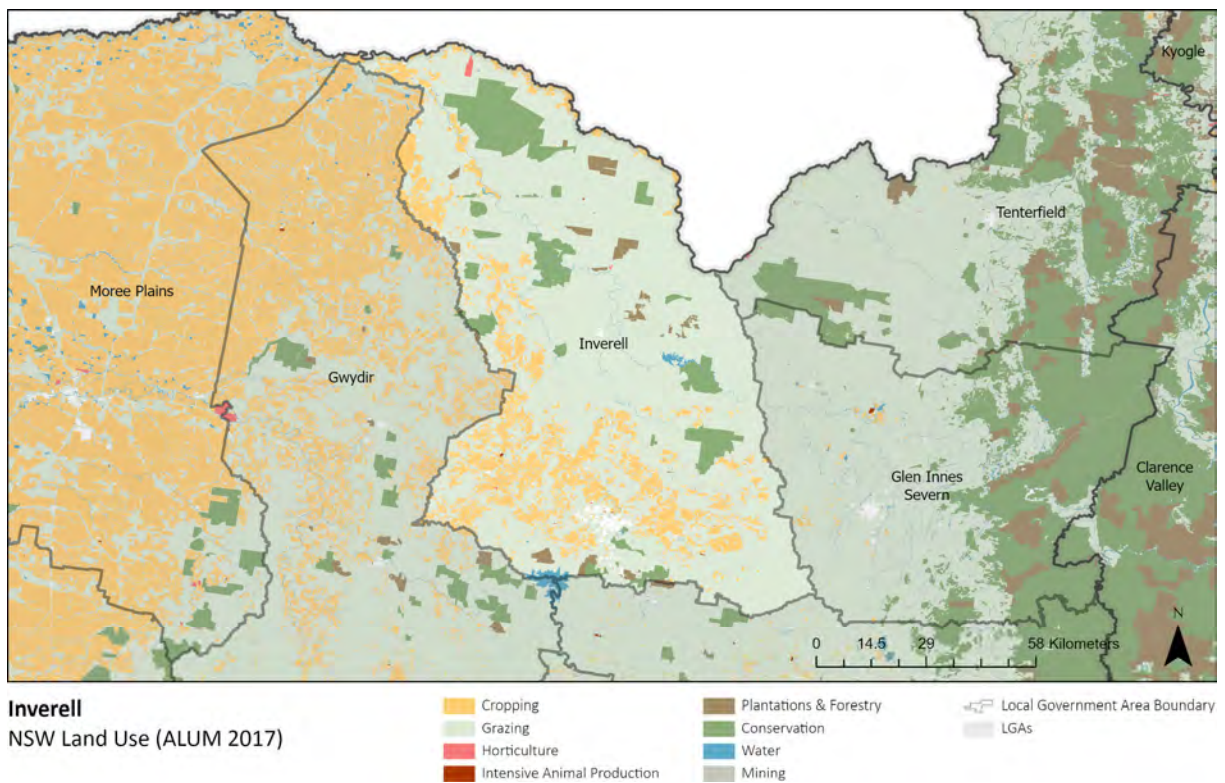 Kyogle
Tenterfield
Moree Plains
Inverell
Gwydir
Glen Innes
Severn
Clarence
Valley
N
0 14.5 29 58 Kilometers
Inverell
NSW Land Use (ALUM 2017)
Cropping
Grazing
Horticulture
Intensive Animal Production
Plantations & Forestry
Conservation
Water
Mining
Local Government Area Boundary
LGAs